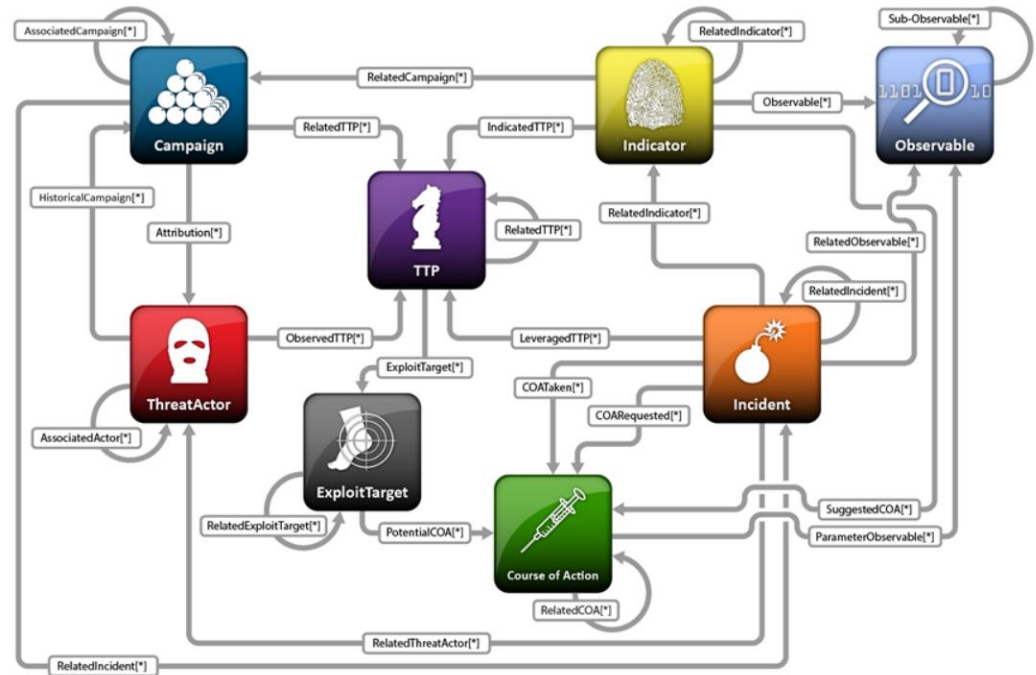 AssociatedCampaign[*]
RelatedIndicator[*]
Sub-Observable[*]
RelatedCampaign[*]
1101 0 10
Observable[*]
Campaign
RelatedTTP[*]
IndicatedTTP[*]
Indicator
Observable
HistoricalCampaign[*]
RelatedIndicator[*]
Attribution[*]
RelatedTTP[*]
RelatedObservable[*]
TTP
RelatedIncident[*]
ObservedTTP[*]
LeveragedTTP[*]
ExploitTarget[*]
COATaken[*]
ThreatActor
Incident
COARequested[*]
AssociatedActor[*]
ExploitTarget
SuggestedCOA[*]
RelatedExploitTarget[*]
PotentialCOA[*]
ParameterObservable[*]
Course of Action
RelatedCOA[*]
RelatedThreatActor[*]
RelatedIncident[*]